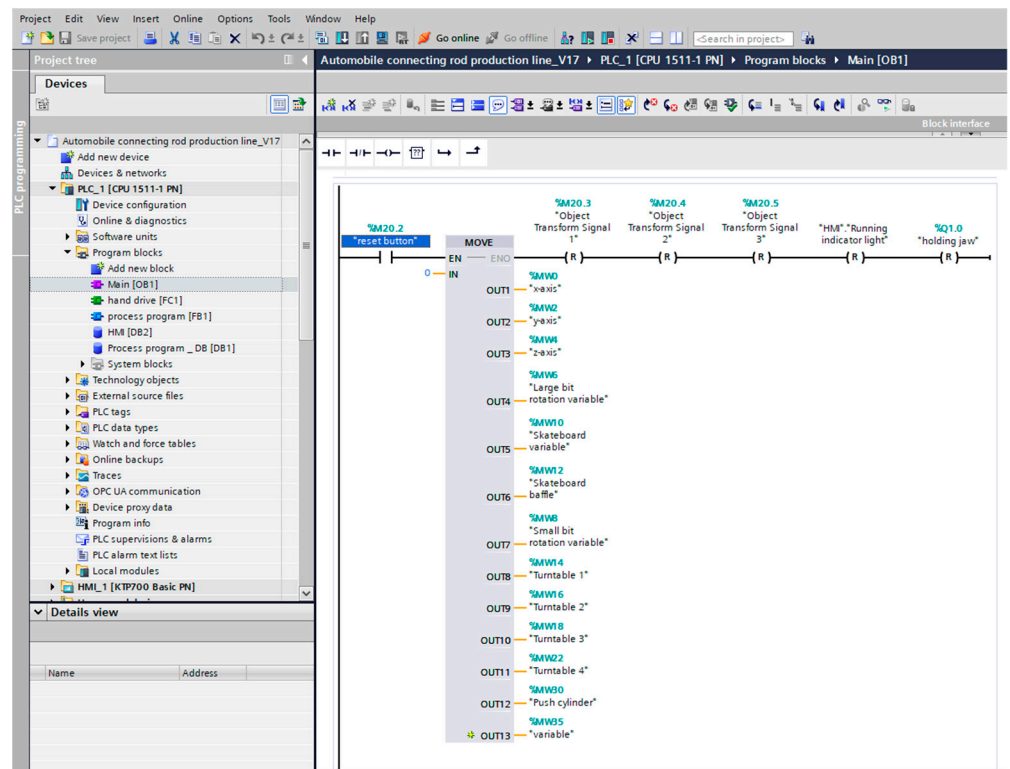 Project Edit View Insert Online Options Tools Window Help
Save project Go online Go offline <Search in project>
Project tree
Automobile connecting rod production line_V17 PLC_1 [CPU 1511-1 PN] Program blocks Main [OB1]
Devices
Block interface
PLC programming
Automobile connecting rod production line_V17
Add new device
Devices & networks
PLC_1 [CPU 1511-1 PN]
Device configuration
Online & diagnostics
Software units
Program blocks
Add new block
Main [OB1]
hand drive [FC1]
process program [FB1]
HMI [DB2]
Process program _ DB [DB1]
System blocks
Technology objects
External source files
PLC tags
PLC data types
Watch and force tables
Online backups
Traces
OPC UA communication
Device proxy data
Program info
PLC supervisions & alarms
PLC alarm text lists
Local modules
HMI_1 [KTP700 Basic PN]
Details view
Name Address
??
%M20.2
"reset button"
MOVE
EN ENO
0 IN
%M20.3
"Object
Transform Signal
1"
(R)
%M20.4
"Object
Transform Signal
2"
(R)
%M20.5
"Object
Transform Signal
3"
(R)
"HMI"."Running
indicator light"
(R)
%Q1.0
"holding jaw"
(R)
%MW0
OUT1 "x-axis"
%MW2
OUT2 "y-axis"
%MW4
OUT3 "z-axis"
%MW6
"Large bit
OUT4 rotation variable"
%MW10
"Skateboard
OUT5 variable"
%MW12
"Skateboard
OUT6 baffle"
%MW8
"Small bit
OUT7 rotation variable"
%MW14
OUT8 "Turntable 1"
%MW16
OUT9 "Turntable 2"
%MW18
OUT10 "Turntable 3"
%MW22
OUT11 "Turntable 4"
%MW30
OUT12 "Push cylinder"
%MW35
OUT13 "variable"